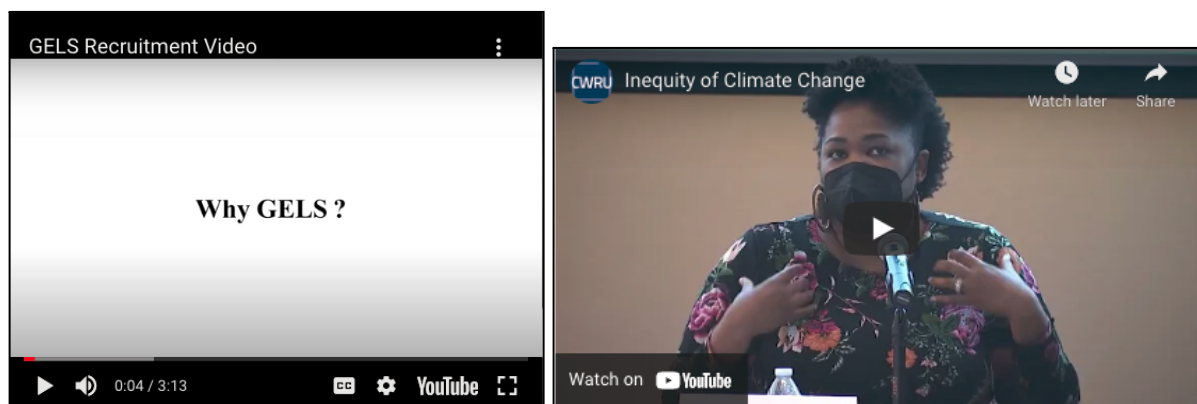 GELS Recruitment Video
Why GELS ?
0:04 / 3:13
CC
YouTube
CWRU
Inequity of Climate Change
Watch later
Share
Watch on YouTube